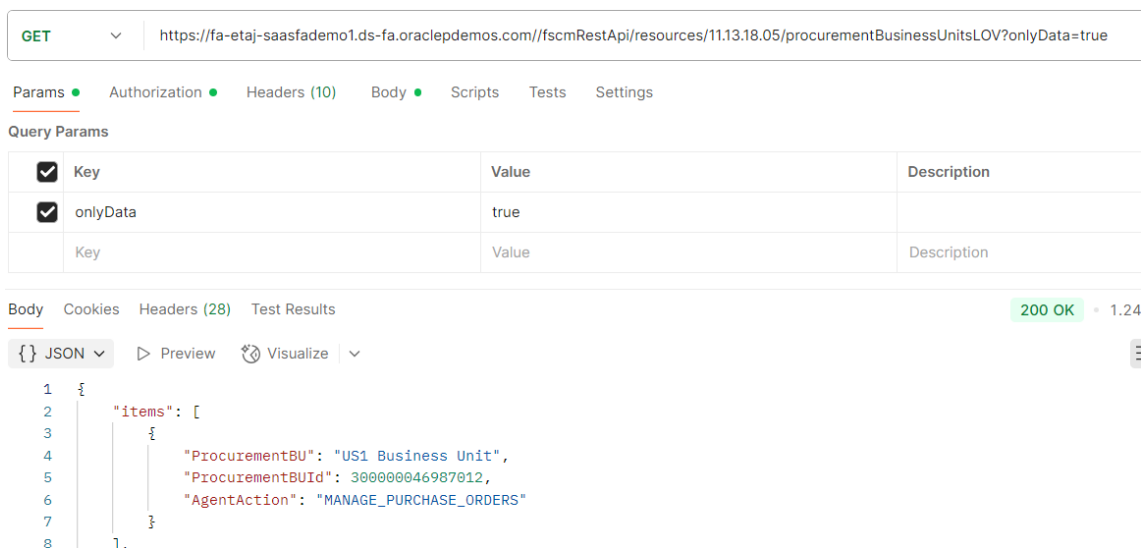 GET https://fa-etaj-saasfademo1.ds-fa.oraclepdemos.com//fscmRestApi/resources/11.13.18.05/procurementBusinessUnitsLOV?onlyData=true
Params Authorization Headers (10) Body Scripts Tests Settings
Query Params
Key Value Description
onlyData true
Key Value Description
Body Cookies Headers (28) Test Results 200 OK 1.24
{} JSON Preview Visualize
1 {
2 "items": [
3 {
4 "ProcurementBU": "US1 Business Unit",
5 "ProcurementBUId": 300000046987012,
6 "AgentAction": "MANAGE_PURCHASE_ORDERS"
7 }
8 ],